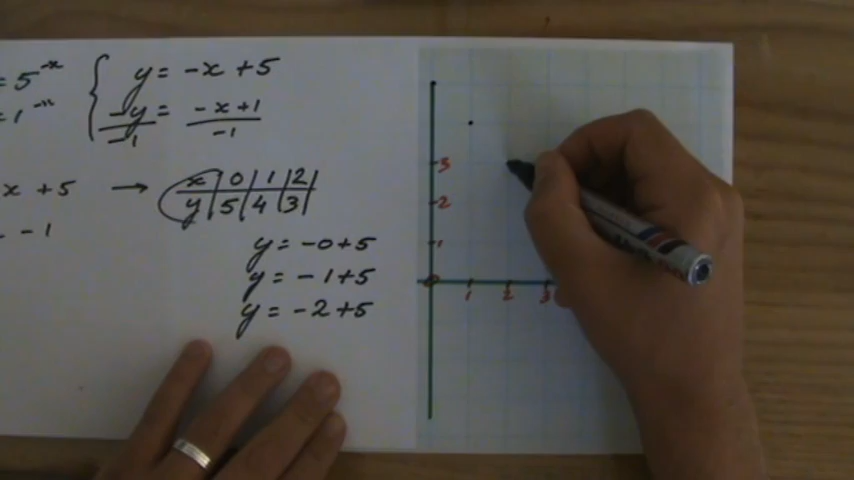 = 5 -x
= 1 -x
y = -x + 5
-y = -x + 1
-1 -1
x + 5 → x 0 1 2
y 5 4 3
- 1
y = -0 + 5
y = -1 + 5
y = -2 + 5
3
2
1
0 1 2 3